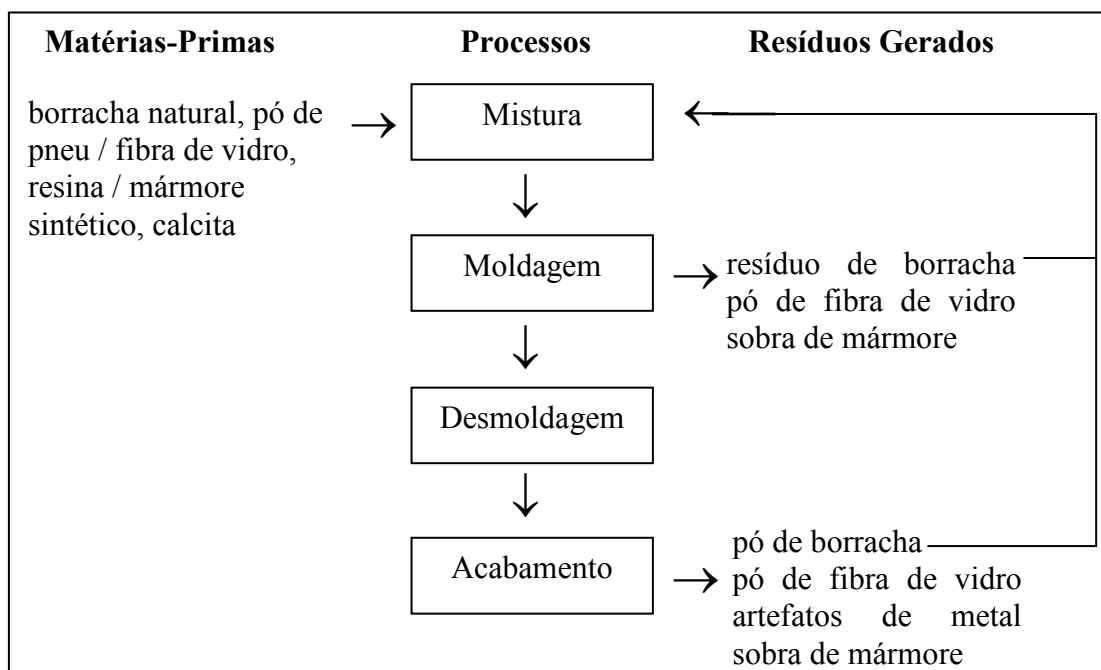 Matérias-Primas
Processos
Resíduos Gerados
borracha natural, pó de
pneu / fibra de vidro,
resina / mármore
sintético, calcita
Mistura
Moldagem
resíduo de borracha
pó de fibra de vidro
sobra de mármore
Desmoldagem
Acabamento
pó de borracha
pó de fibra de vidro
artefatos de metal
sobra de mármore